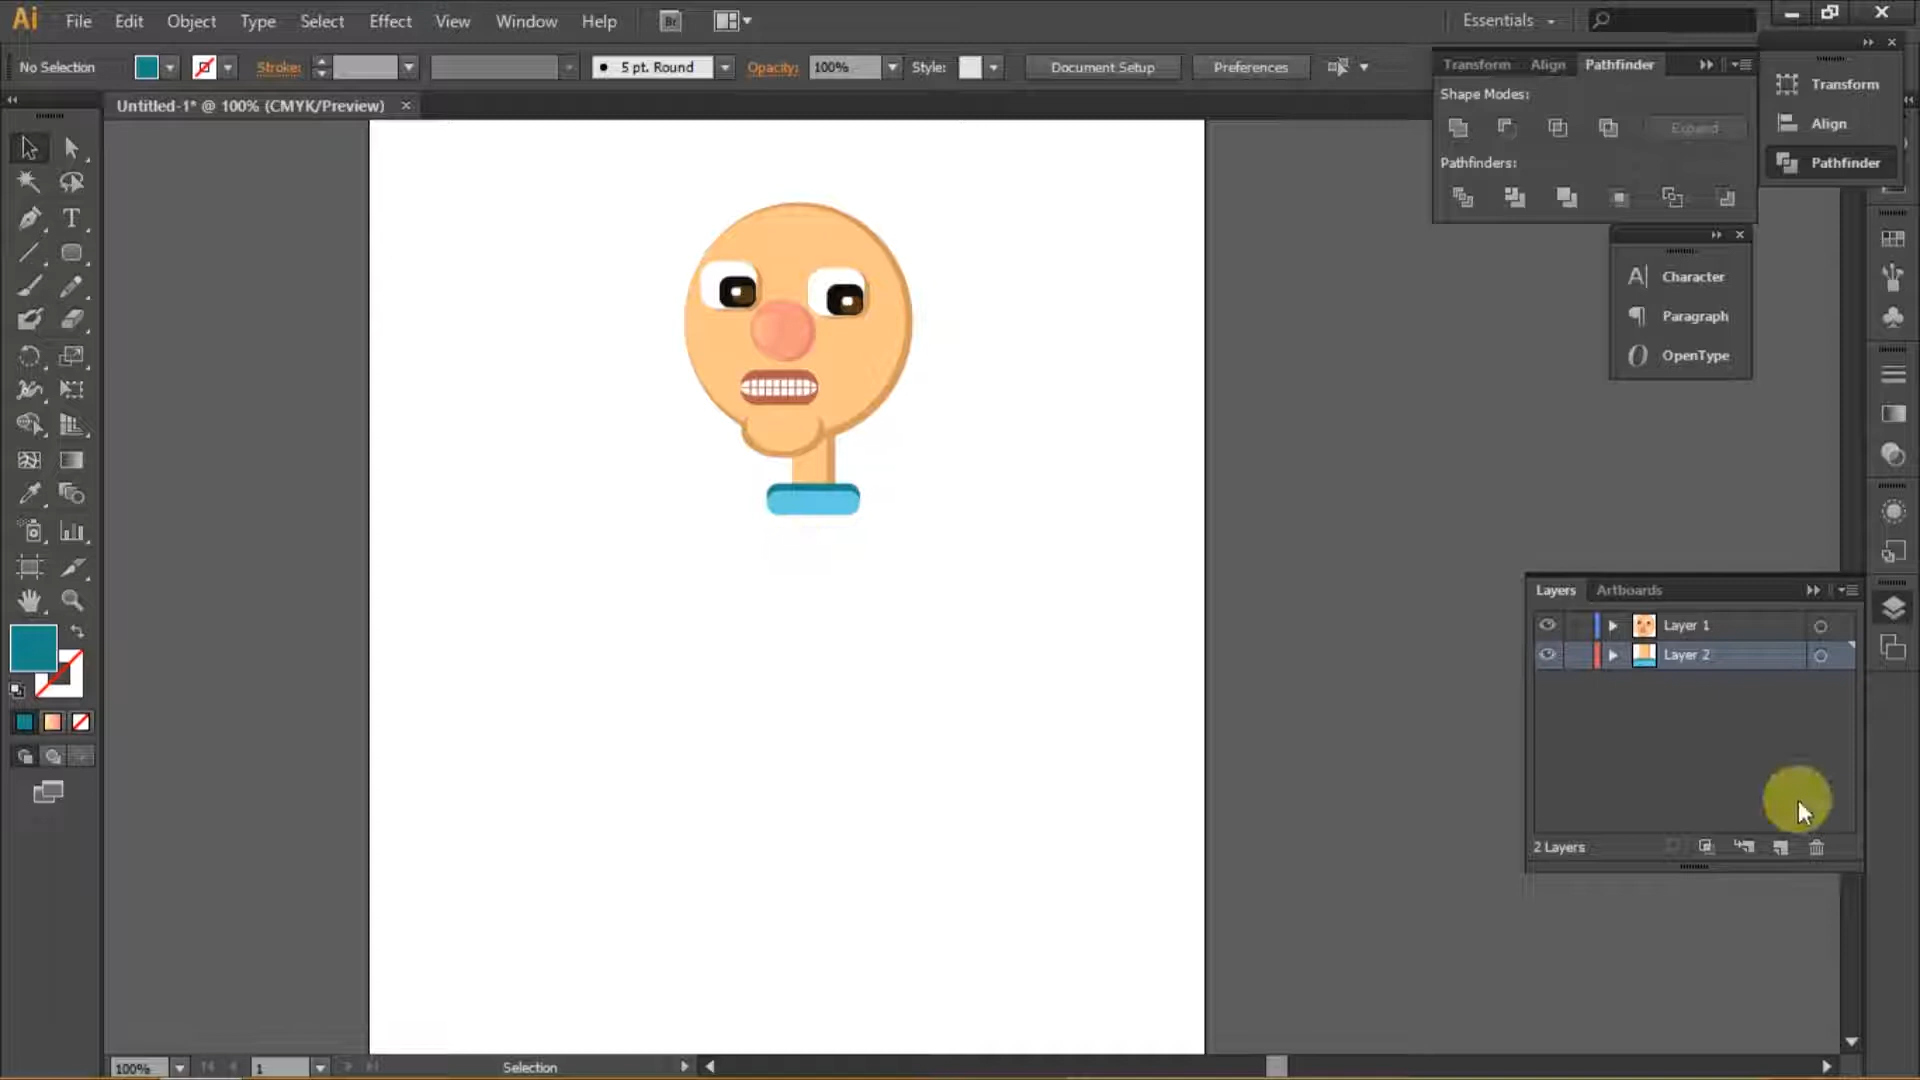 Ai File Edit Object Type Select Effect View Window Help Br Essentials
No Selection Stroke: 5 pt. Round Opacity: 100% Style: Document Setup Preferences
Untitled-1* @ 100% (CMYK/Preview)
Transform Align Pathfinder
Shape Modes:
Expand
Pathfinders:
Transform
Align
Pathfinder
Character
Paragraph
OpenType
Layers Artboards
Layer 1
Layer 2
2 Layers
100% 1 Selection